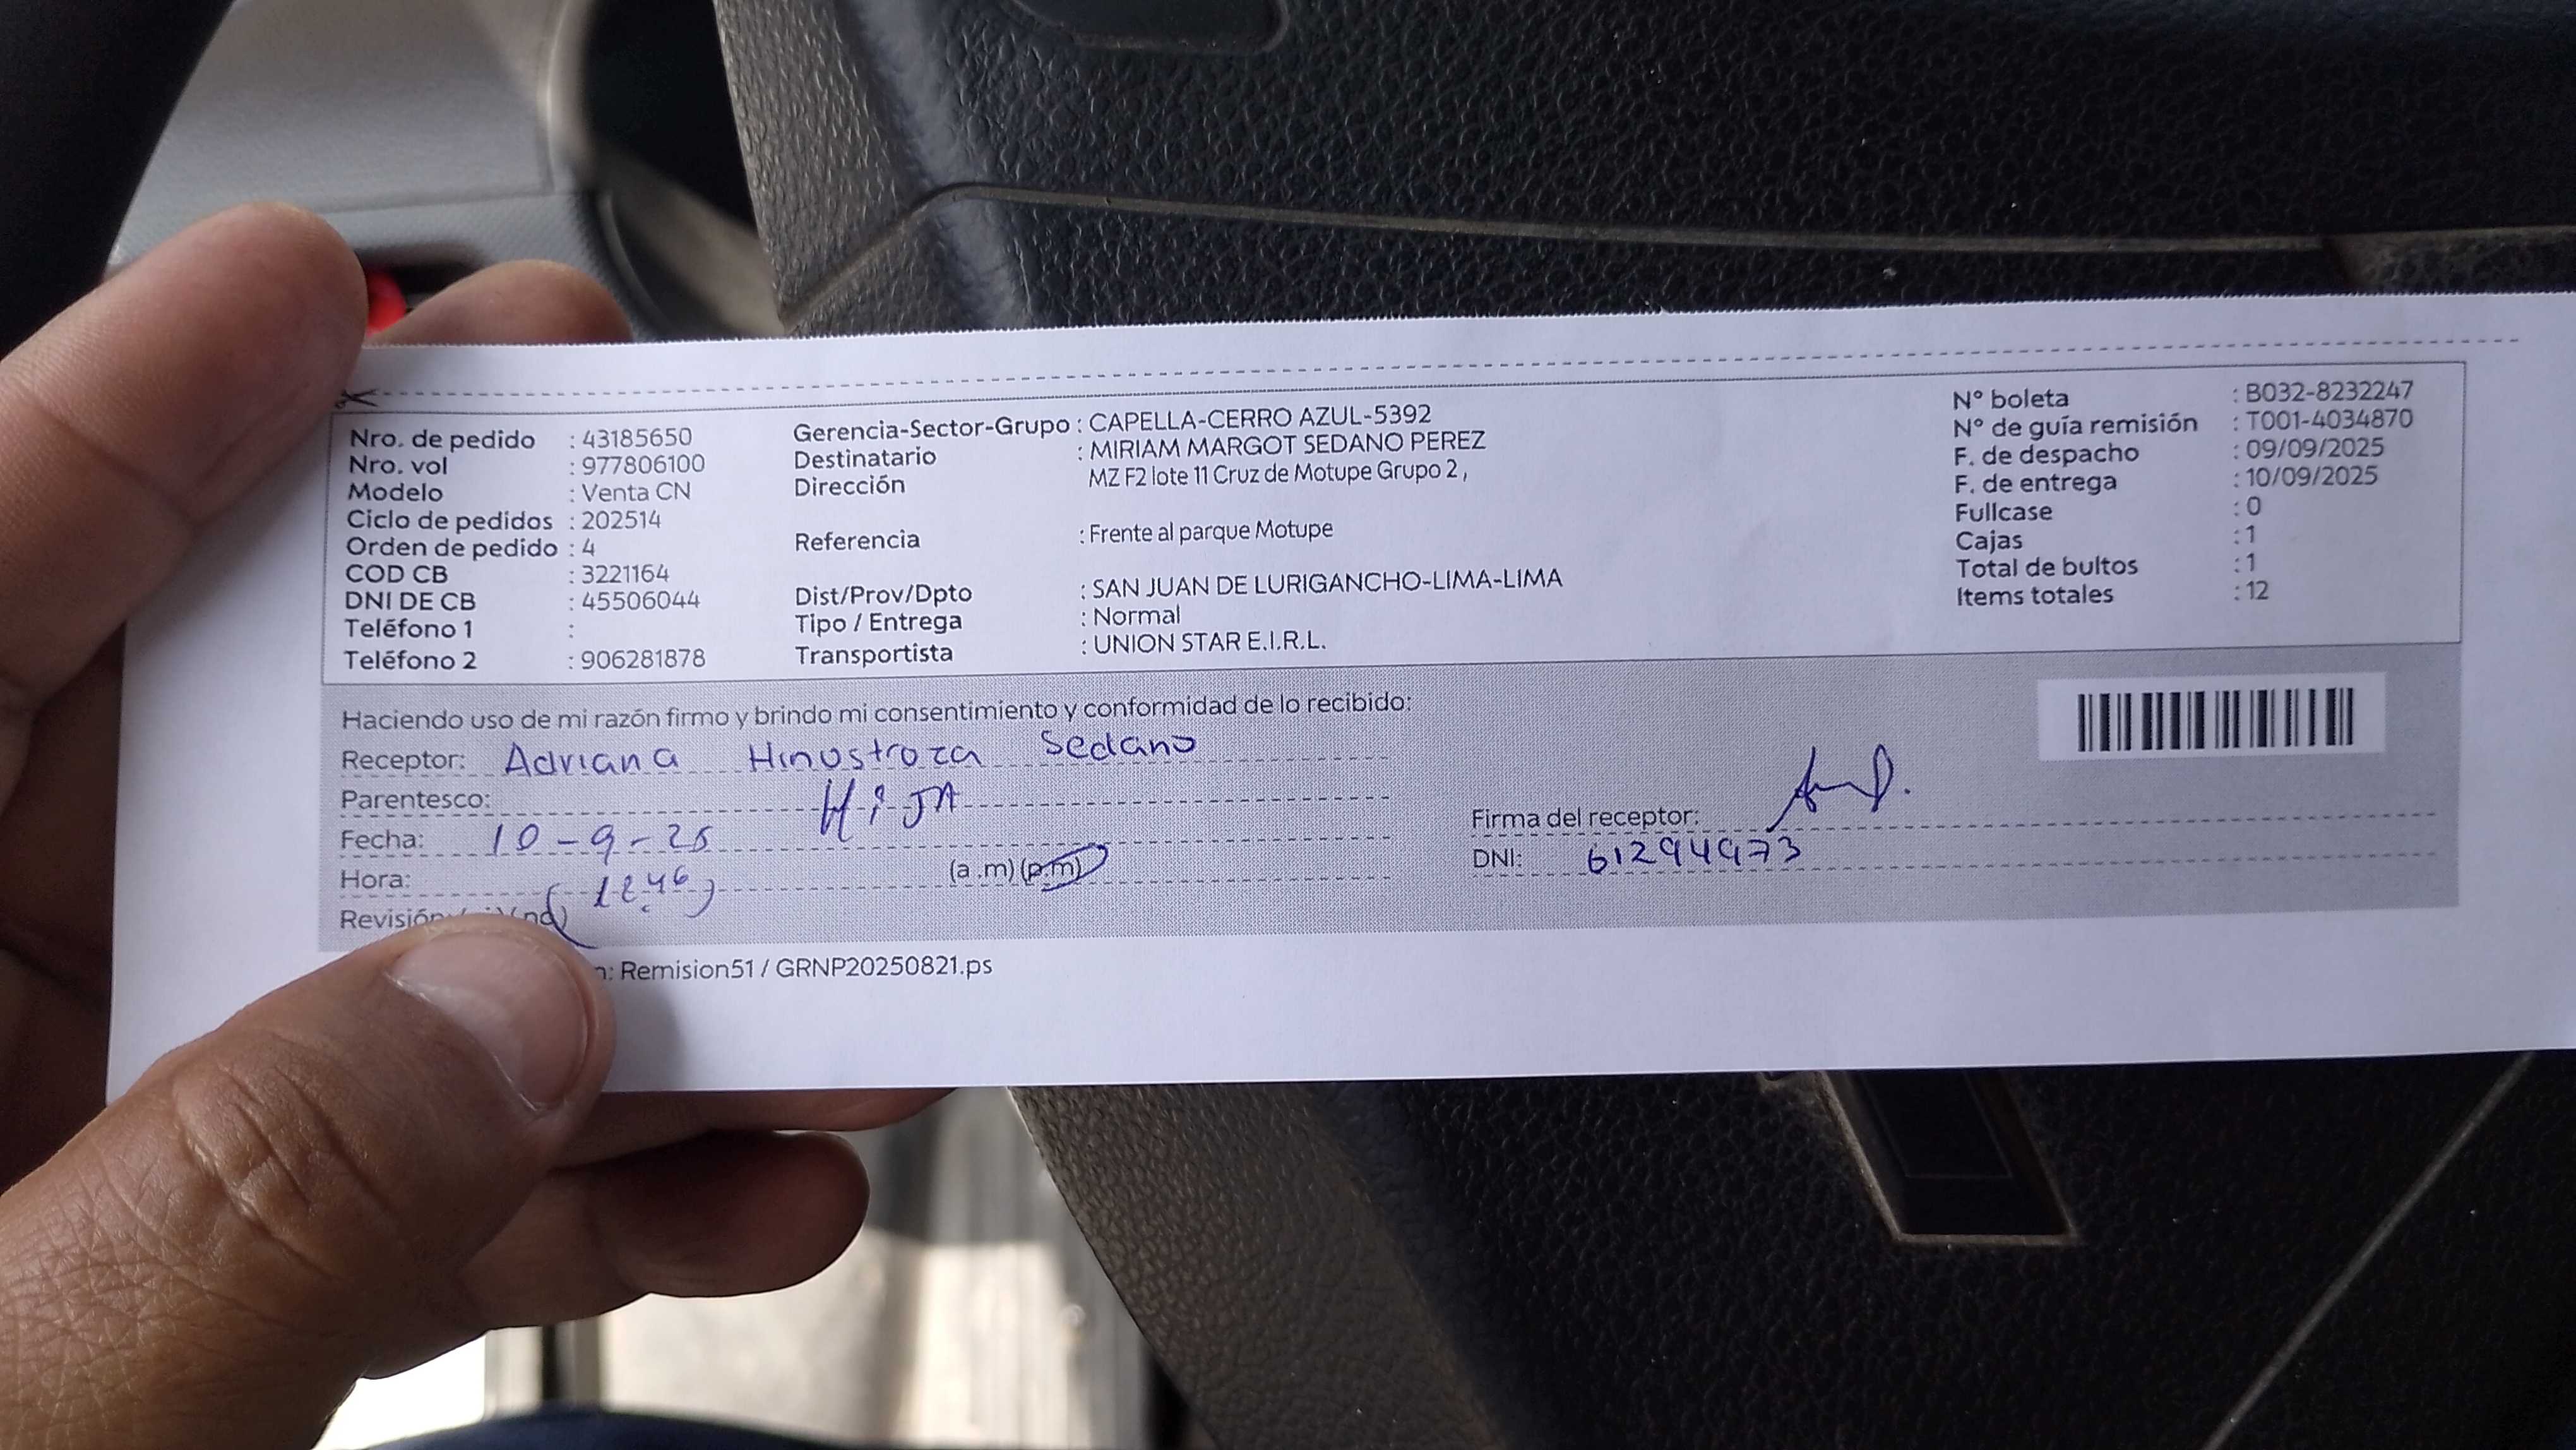 Nro. de pedido : 43185650
Nro. vol : 977806100
Modelo : Venta CN
Ciclo de pedidos : 202514
Orden de pedido : 4
COD CB : 3221164
DNI DE CB : 45506044
Teléfono 1 :
Teléfono 2 : 906281878
Gerencia-Sector-Grupo : CAPELLA-CERRO AZUL-5392
Destinatario : MIRIAM MARGOT SEDANO PEREZ
Dirección MZ F2 lote 11 Cruz de Motupe Grupo 2 ,
Referencia : Frente al parque Motupe
Dist/Prov/Dpto : SAN JUAN DE LURIGANCHO-LIMA-LIMA
Tipo / Entrega : Normal
Transportista : UNION STAR E.I.R.L.
N° boleta : B032-8232247
N° de guía remisión : T001-4034870
F. de despacho : 09/09/2025
F. de entrega : 10/09/2025
Fullcase : 0
Cajas : 1
Total de bultos : 1
Items totales : 12
Haciendo uso de mi razón firmo y brindo mi consentimiento y conformidad de lo recibido:
Receptor: Adriana Hinostroza Sedano
Parentesco: HiJA
Fecha: 10-9-25
Hora: (12.46) (a .m) (p.m)
Revisión
Firma del receptor:
DNI: 61294973
: Remision51 / GRNP20250821.ps